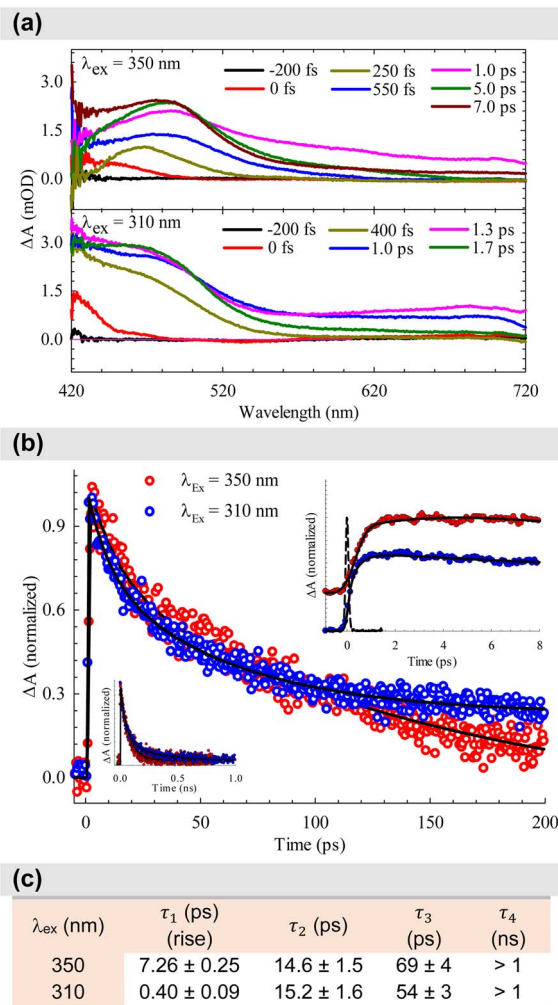 (a)
λex = 350 nm
-200 fs 250 fs 1.0 ps
0 fs 550 fs 5.0 ps
7.0 ps
3.0
1.5
0.0
ΔA (mOD)
λex = 310 nm
-200 fs 400 fs 1.3 ps
0 fs 1.0 ps 1.7 ps
3.0
1.5
0.0
420 520 620 720
Wavelength (nm)
(b)
λEx = 350 nm
λEx = 310 nm
0.9
0.6
0.3
0.0
ΔA (normalized)
ΔA (normalized)
0 2 4 6 8
Time (ps)
ΔA (normalized)
0.0 0.5 1.0
Time (ns)
0 50 100 150 200
Time (ps)
(c)
λex (nm) τ1 (ps) (rise) τ2 (ps) τ3 (ps) τ4 (ns)
350 7.26 ± 0.25 14.6 ± 1.5 69 ± 4 > 1
310 0.40 ± 0.09 15.2 ± 1.6 54 ± 3 > 1